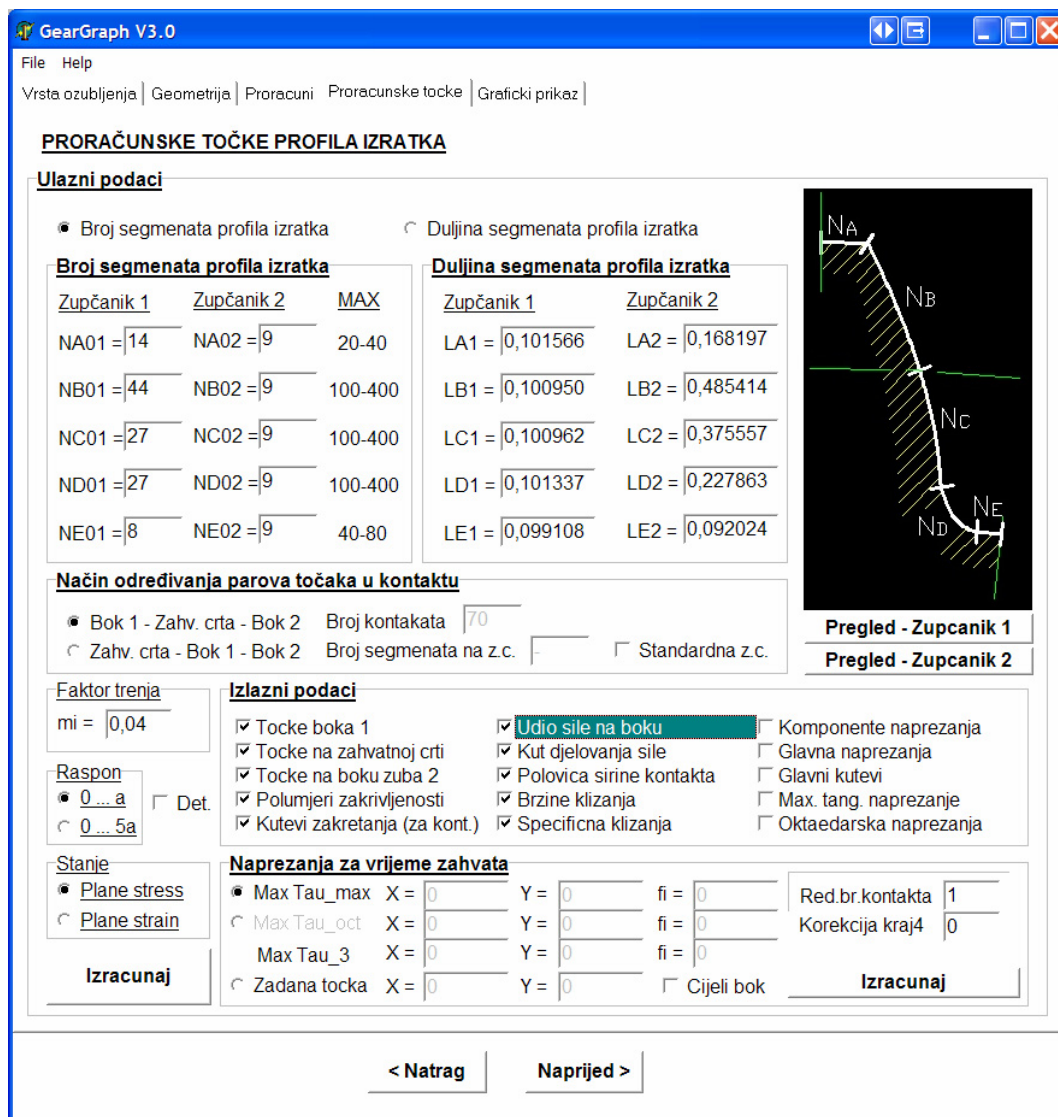 GearGraph V3.0
File Help
Vrsta ozubljenja Geometrija Proracuni Proracunske tocke Graficki prikaz
PRORAČUNSKE TOČKE PROFILA IZRATKA
Ulazni podaci
Broj segmenata profila izratka Duljina segmenata profila izratka
Broj segmenata profila izratka
Zupčanik 1 Zupčanik 2 MAX
NA01 = 14 NA02 = 9 20-40
NB01 = 44 NB02 = 9 100-400
NC01 = 27 NC02 = 9 100-400
ND01 = 27 ND02 = 9 100-400
NE01 = 8 NE02 = 9 40-80
Duljina segmenata profila izratka
Zupčanik 1 Zupčanik 2
LA1 = 0,101566 LA2 = 0,168197
LB1 = 0,100950 LB2 = 0,485414
LC1 = 0,100962 LC2 = 0,375557
LD1 = 0,101337 LD2 = 0,227863
LE1 = 0,099108 LE2 = 0,092024
NA
NB
NC
ND
NE
Pregled - Zupcanik 1
Pregled - Zupcanik 2
Način određivanja parova točaka u kontaktu
Bok 1 - Zahv. crta - Bok 2 Broj kontakata 70
Zahv. crta - Bok 1 - Bok 2 Broj segmenata na z.c. - Standardna z.c.
Faktor trenja
mi = 0,04
Raspon
0 ... a
0 ... 5a
Det.
Izlazni podaci
Tocke boka 1 Udio sile na boku Komponente naprezanja
Tocke na zahvatnoj crti Kut djelovanja sile Glavna naprezanja
Tocke na boku zuba 2 Polovica sirine kontakta Glavni kutevi
Polumjeri zakrivljenosti Brzine klizanja Max. tang. naprezanje
Kutevi zakretanja (za kont.) Specificna klizanja Oktaedarska naprezanja
Stanje
Plane stress
Plane strain
Izracunaj
Naprezanja za vrijeme zahvata
Max Tau_max X = 0 Y = 0 fi = 0
Max Tau_oct X = 0 Y = 0 fi = 0
Max Tau_3 X = 0 Y = 0 fi = 0
Zadana tocka X = 0 Y = 0 Cijeli bok
Red.br.kontakta 1
Korekcija kraj4 0
Izracunaj
< Natrag Naprijed >